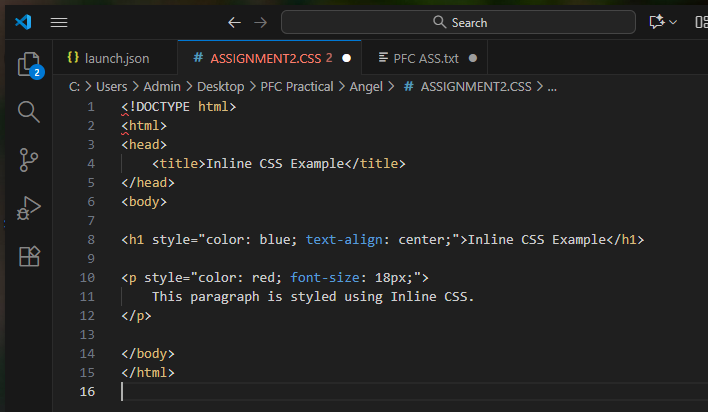 Search
2
launch.json
# ASSIGNMENT2.CSS 2
PFC ASS.txt
C: > Users > Admin > Desktop > PFC Practical > Angel > # ASSIGNMENT2.CSS > ...
1 <!DOCTYPE html>
2 <html>
3 <head>
4     <title>Inline CSS Example</title>
5 </head>
6 <body>
7
8 <h1 style="color: blue; text-align: center;">Inline CSS Example</h1>
9
10 <p style="color: red; font-size: 18px;">
11     This paragraph is styled using Inline CSS.
12 </p>
13
14 </body>
15 </html>
16